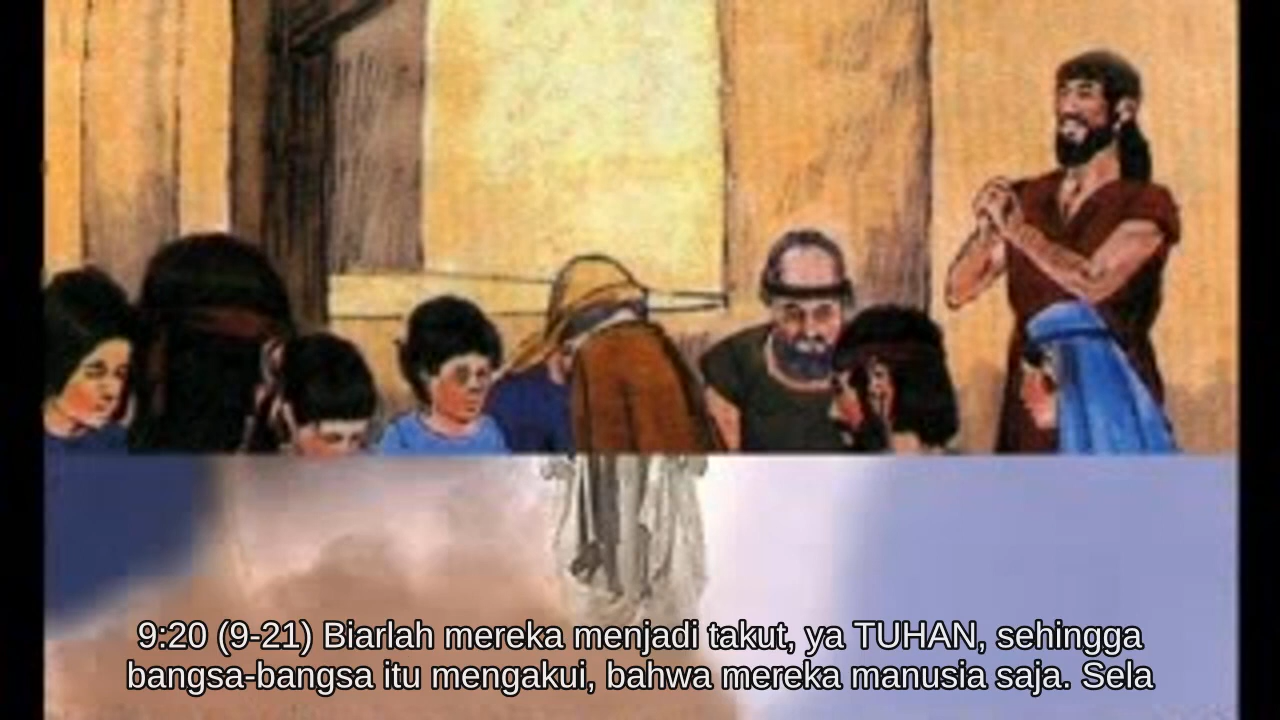 9:20 (9-21) Biarlah mereka menjadi takut, ya TUHAN, sehingga
bangsa-bangsa itu mengakui, bahwa mereka manusia saja. Sela